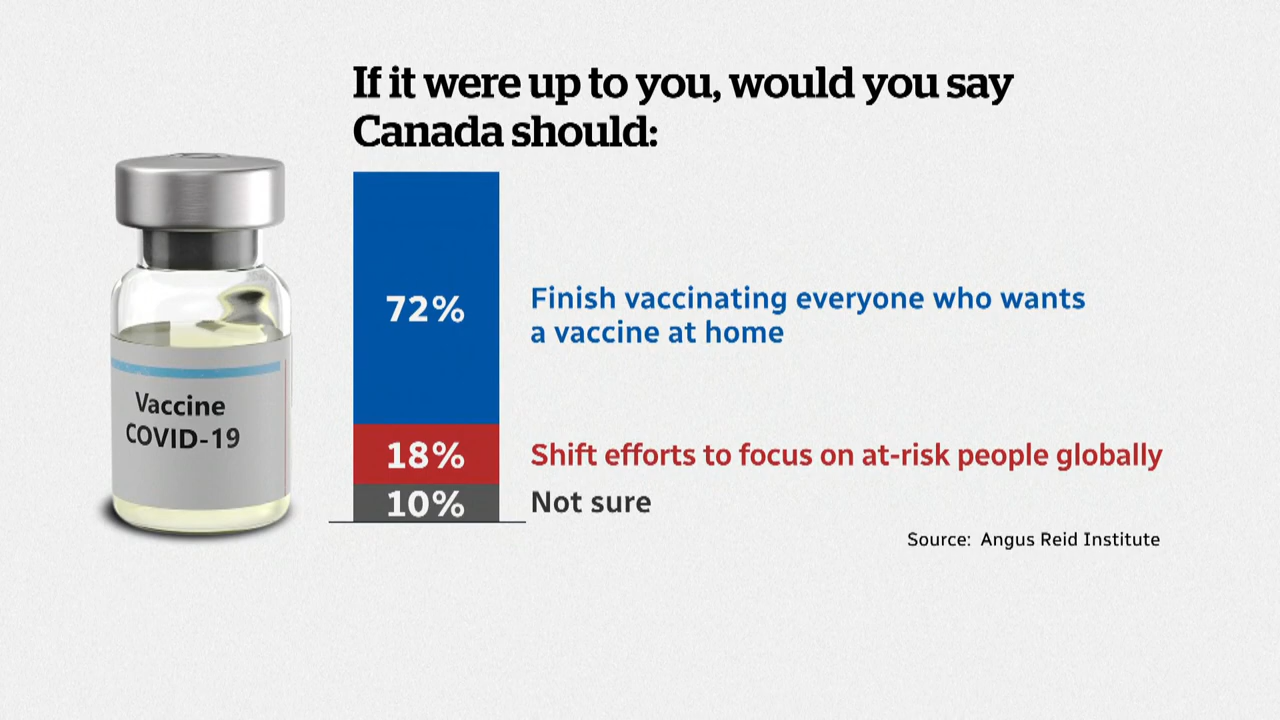 If it were up to you, would you say
Canada should:
72%
Finish vaccinating everyone who wants
a vaccine at home
18%
Shift efforts to focus on at-risk people globally
10%
Not sure
Vaccine
COVID-19
Source: Angus Reid Institute